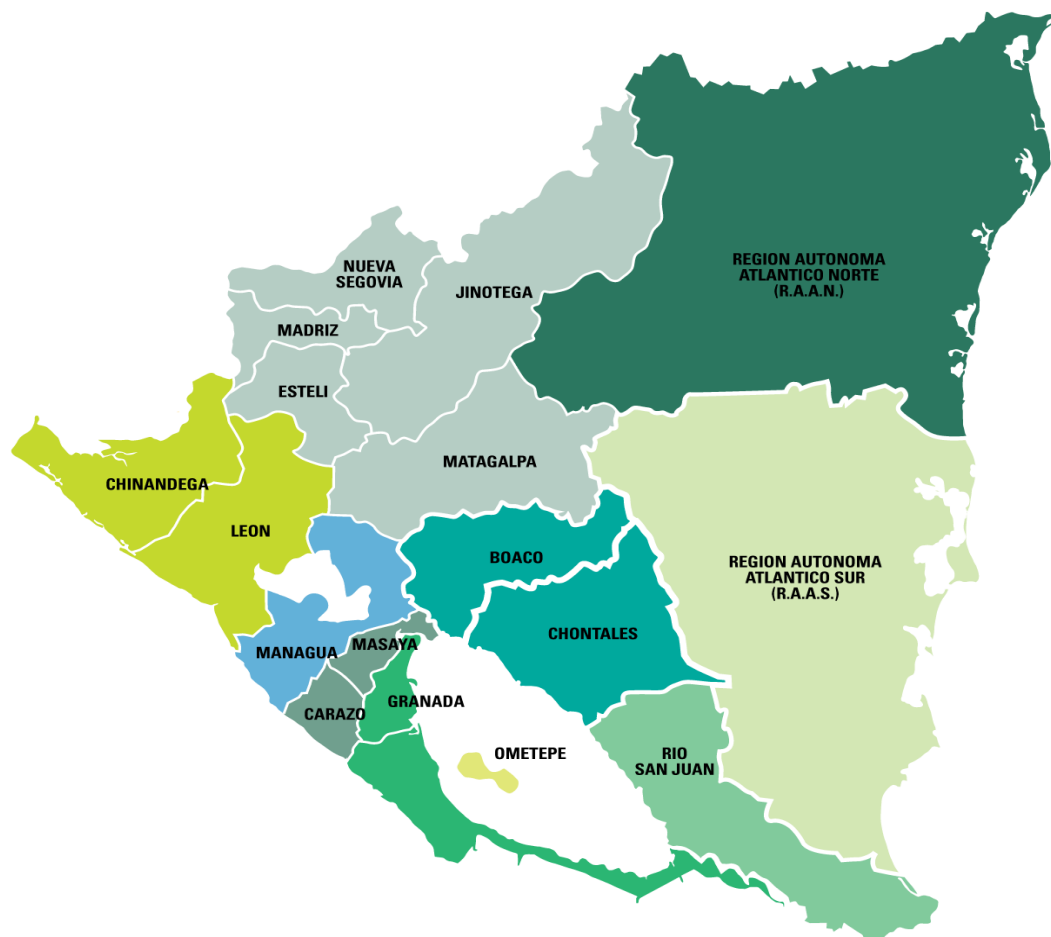 REGION AUTONOMA
ATLANTICO NORTE
(R.A.A.N.)
NUEVA
SEGOVIA
JINOTEGA
MADRIZ
ESTELI
MATAGALPA
CHINANDEGA
LEON
BOACO
REGION AUTONOMA
ATLANTICO SUR
(R.A.A.S.)
CHONTALES
MANAGUA
MASAYA
GRANADA
CARAZO
OMETEPE
RIO
SAN JUAN